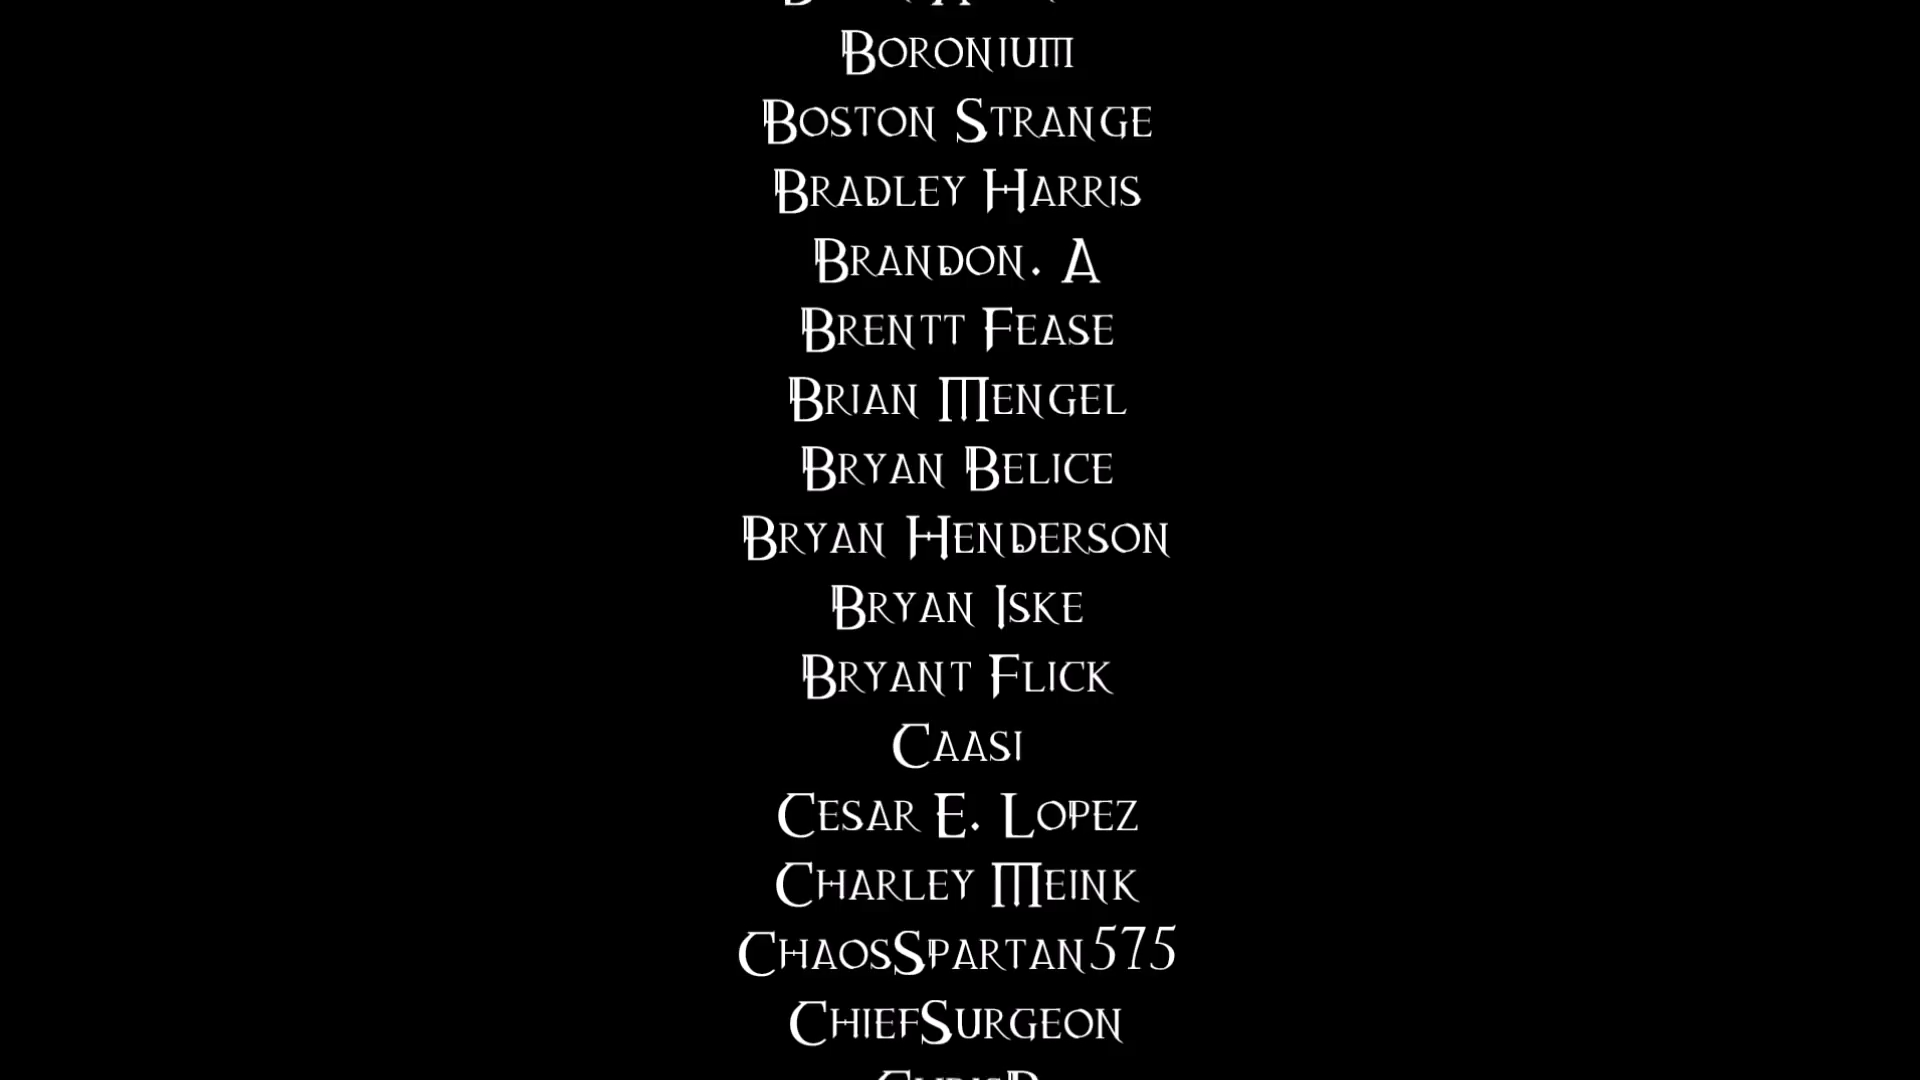 Boronium
Boston Strange
Bradley Harris
Brandon. A
Brentt Fease
Brian Mengel
Bryan Belice
Bryan Henderson
Bryan Iske
Bryant Flick
Caasi
Cesar E. Lopez
Charley Meink
ChaosSpartan575
ChiefSurgeon